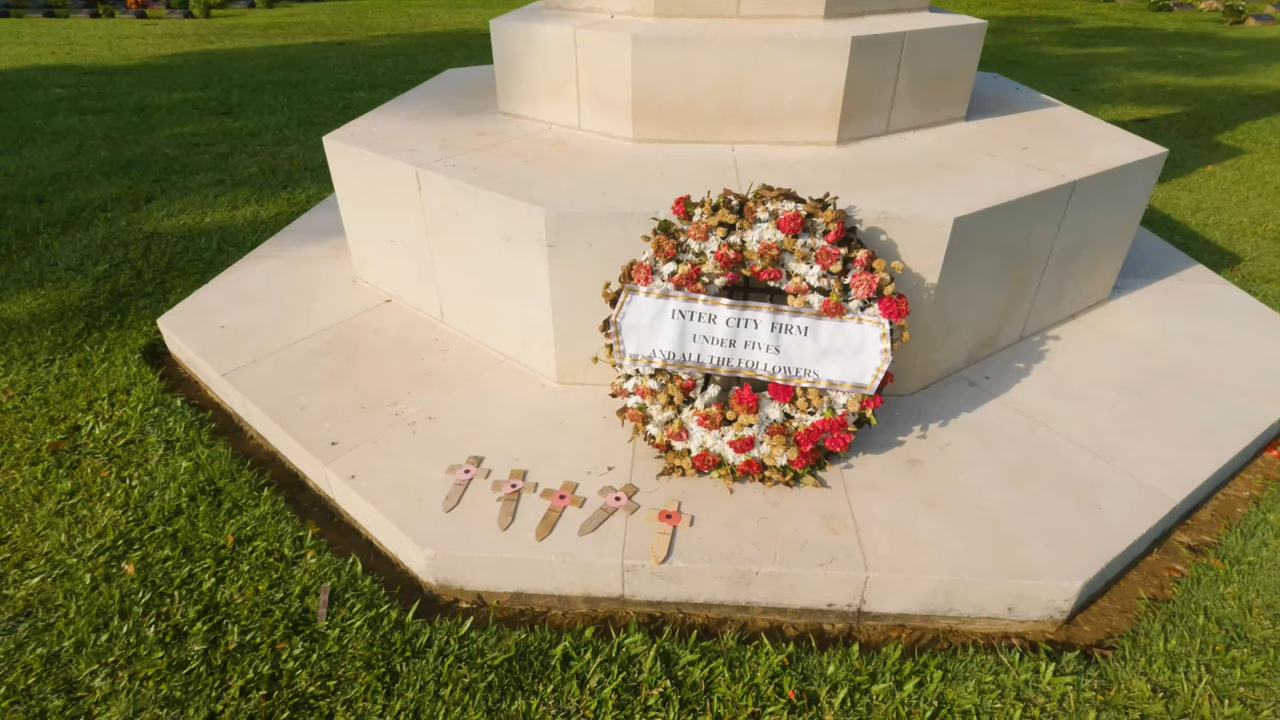 INTER CITY FIRM
UNDER FIVES
AND ALL THE FOLLOWERS